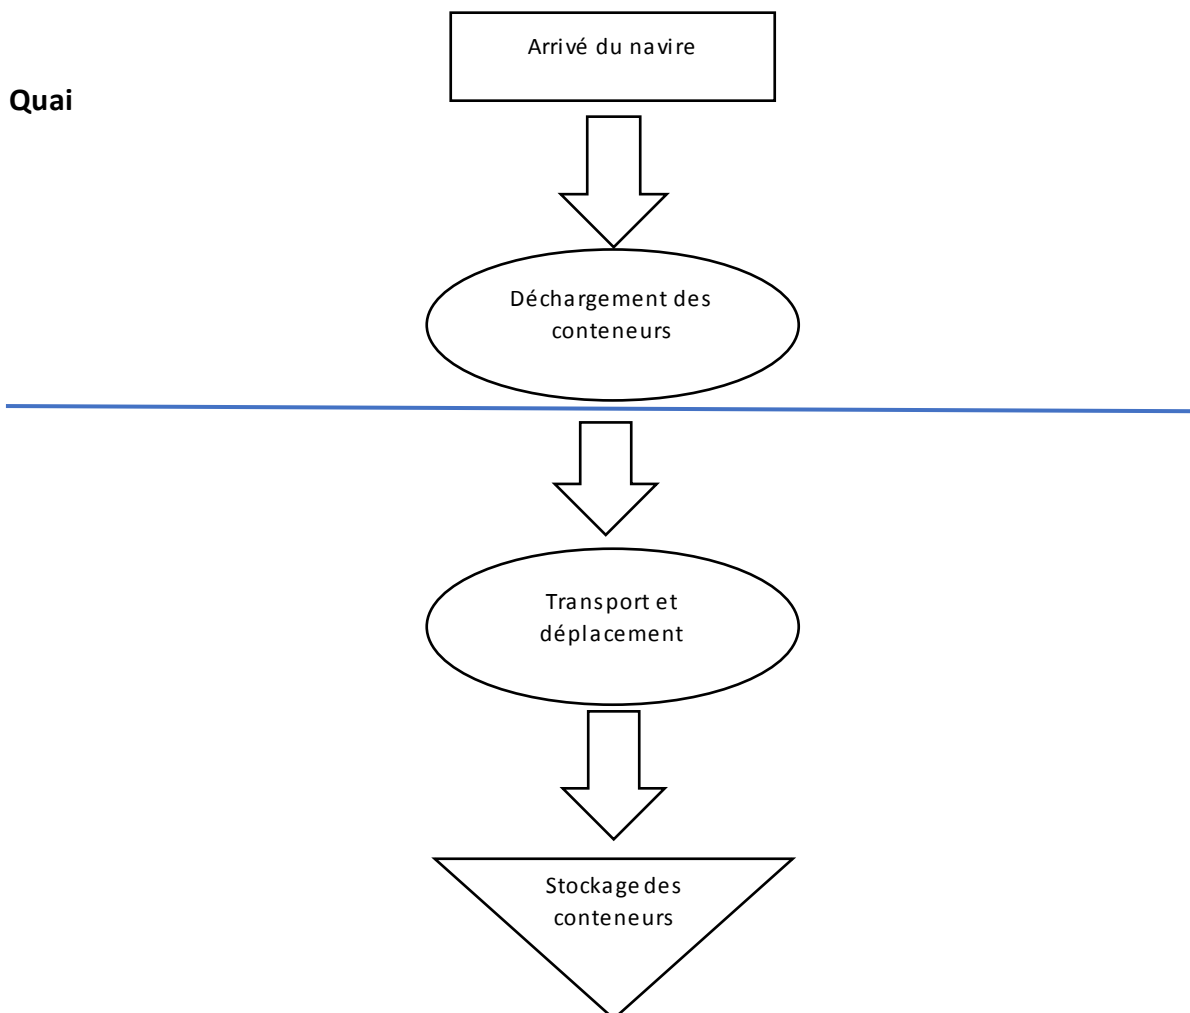 Arrivé du navire
Quai
Déchargement des
conteneurs
Transport et
déplacement
Stockage des
conteneurs